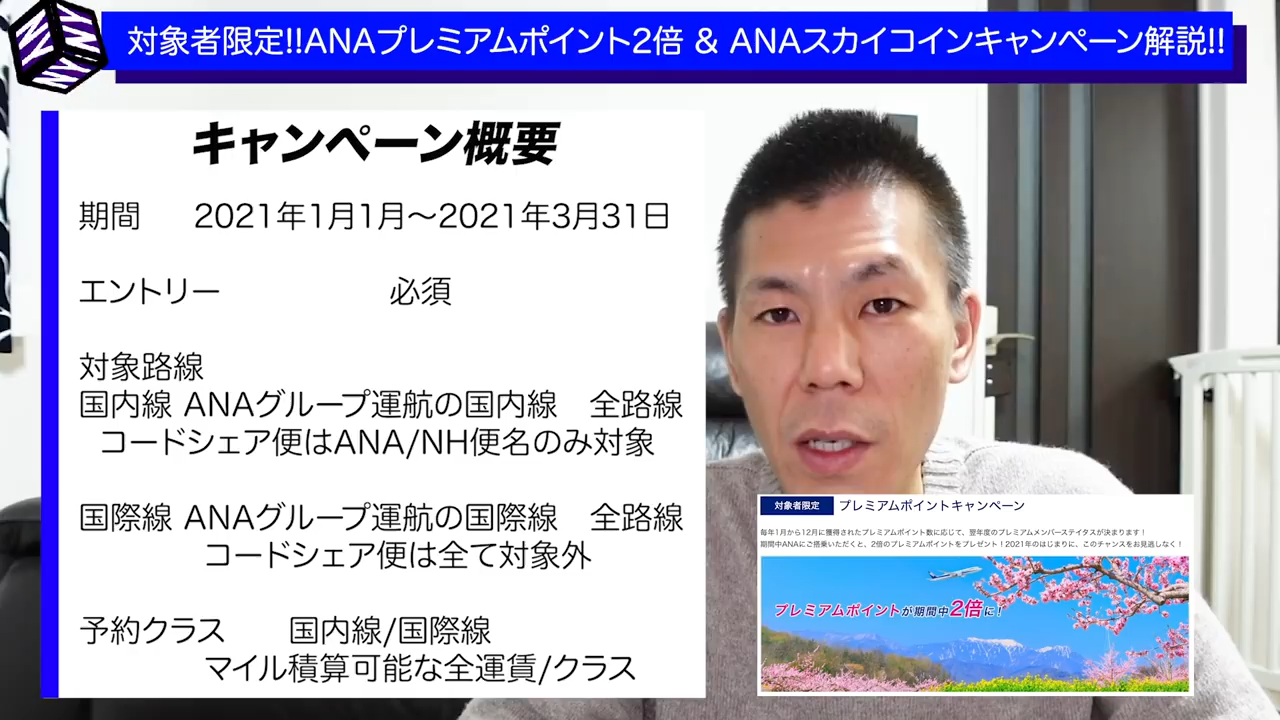 対象者限定!!ANAプレミアムポイント2倍 & ANAスカイコインキャンペーン解説!!
キャンペーン概要
期間 2021年1月1月〜2021年3月31日
エントリー 必須
対象路線
国内線 ANAグループ運航の国内線 全路線
コードシェア便はANA/NH便名のみ対象
国際線 ANAグループ運航の国際線 全路線
コードシェア便は全て対象外
予約クラス 国内線/国際線
マイル積算可能な全運賃/クラス
対象者限定 プレミアムポイントキャンペーン
毎年1月から12月に獲得されたプレミアムポイント数に応じて、翌年度のプレミアムメンバーステイタスが決まります！
期間中ANAにご搭乗いただくと、2倍のプレミアムポイントをプレゼント！2021年のはじまりに、このチャンスをお見逃しなく！
プレミアムポイントが期間中2倍に！